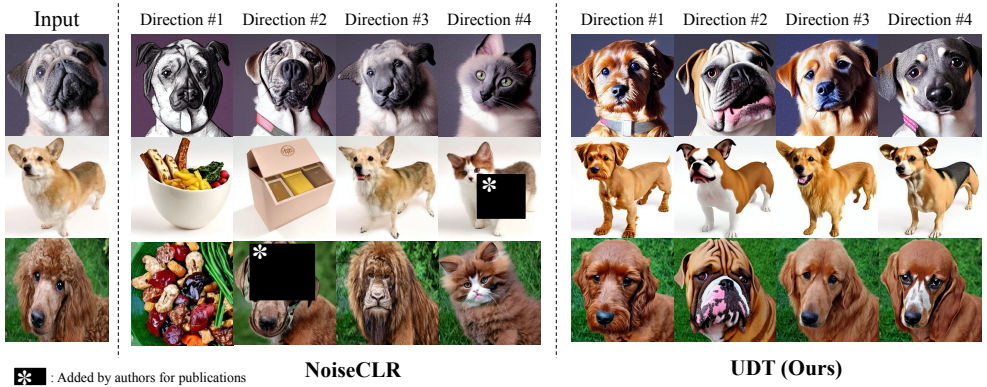 Input
Direction #1 Direction #2 Direction #3 Direction #4
Direction #1 Direction #2 Direction #3 Direction #4
NoiseCLR
UDT (Ours)
✻ : Added by authors for publications